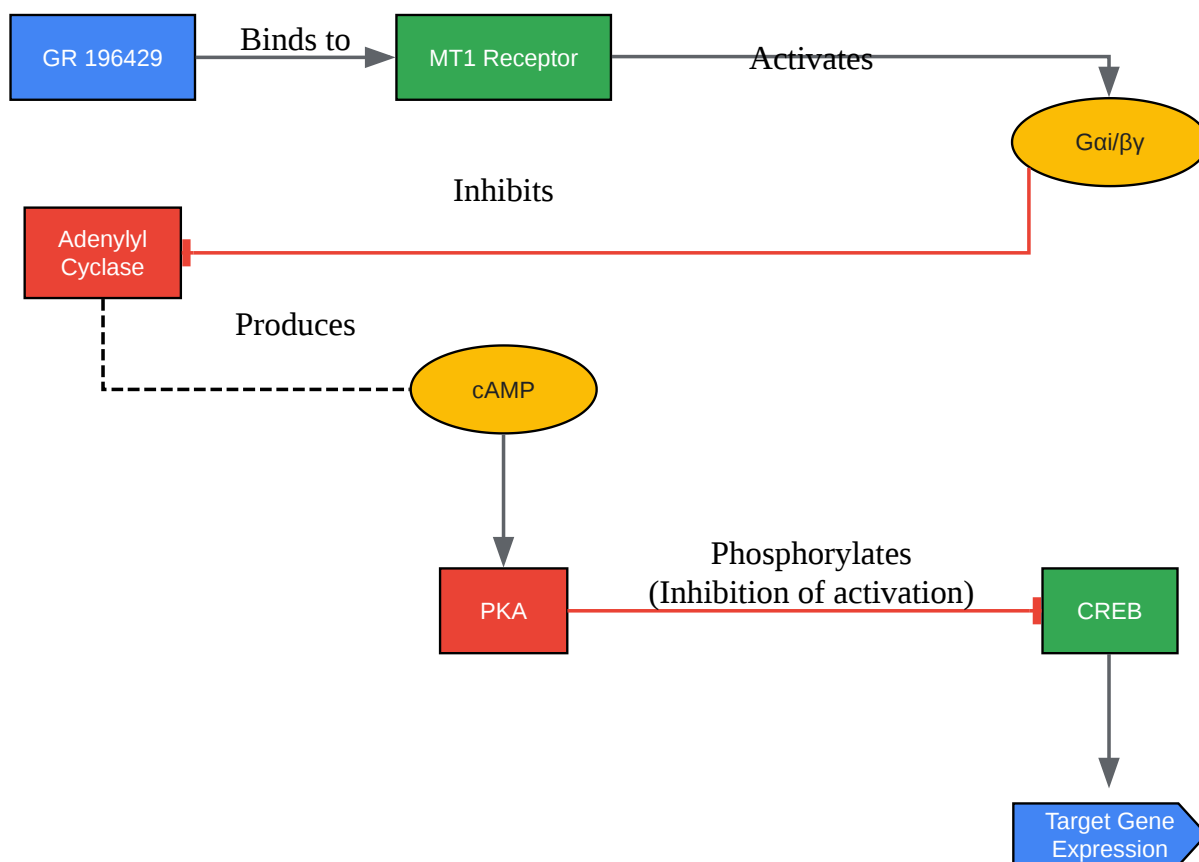 GR 196429
Binds to
MT1 Receptor
Activates
Gαi/βγ
Inhibits
Adenylyl
Cyclase
Produces
cAMP
PKA
Phosphorylates
(Inhibition of activation)
CREB
Target Gene
Expression